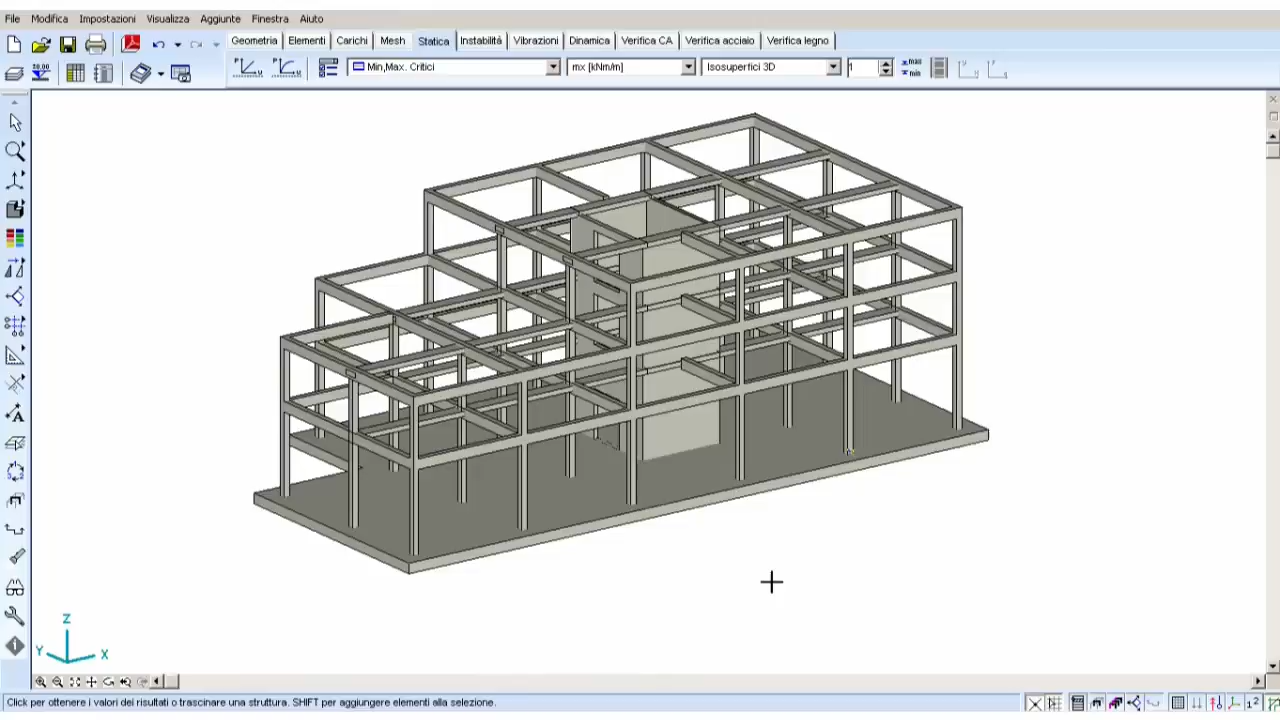 File Modifica Impostazioni Visualizza Aggiunte Finestra Aiuto
Geometria Elementi Carichi Mesh Statica Instabilità Vibrazioni Dinamica Verifica CA Verifica acciaio Verifica legno
Min,Max. Critici mx [kNm/m] Isosuperfici 3D 1 max
min
Z
Y X
Click per ottenere i valori dei risultati o trascinare una struttura. SHIFT per aggiungere elementi alla selezione.